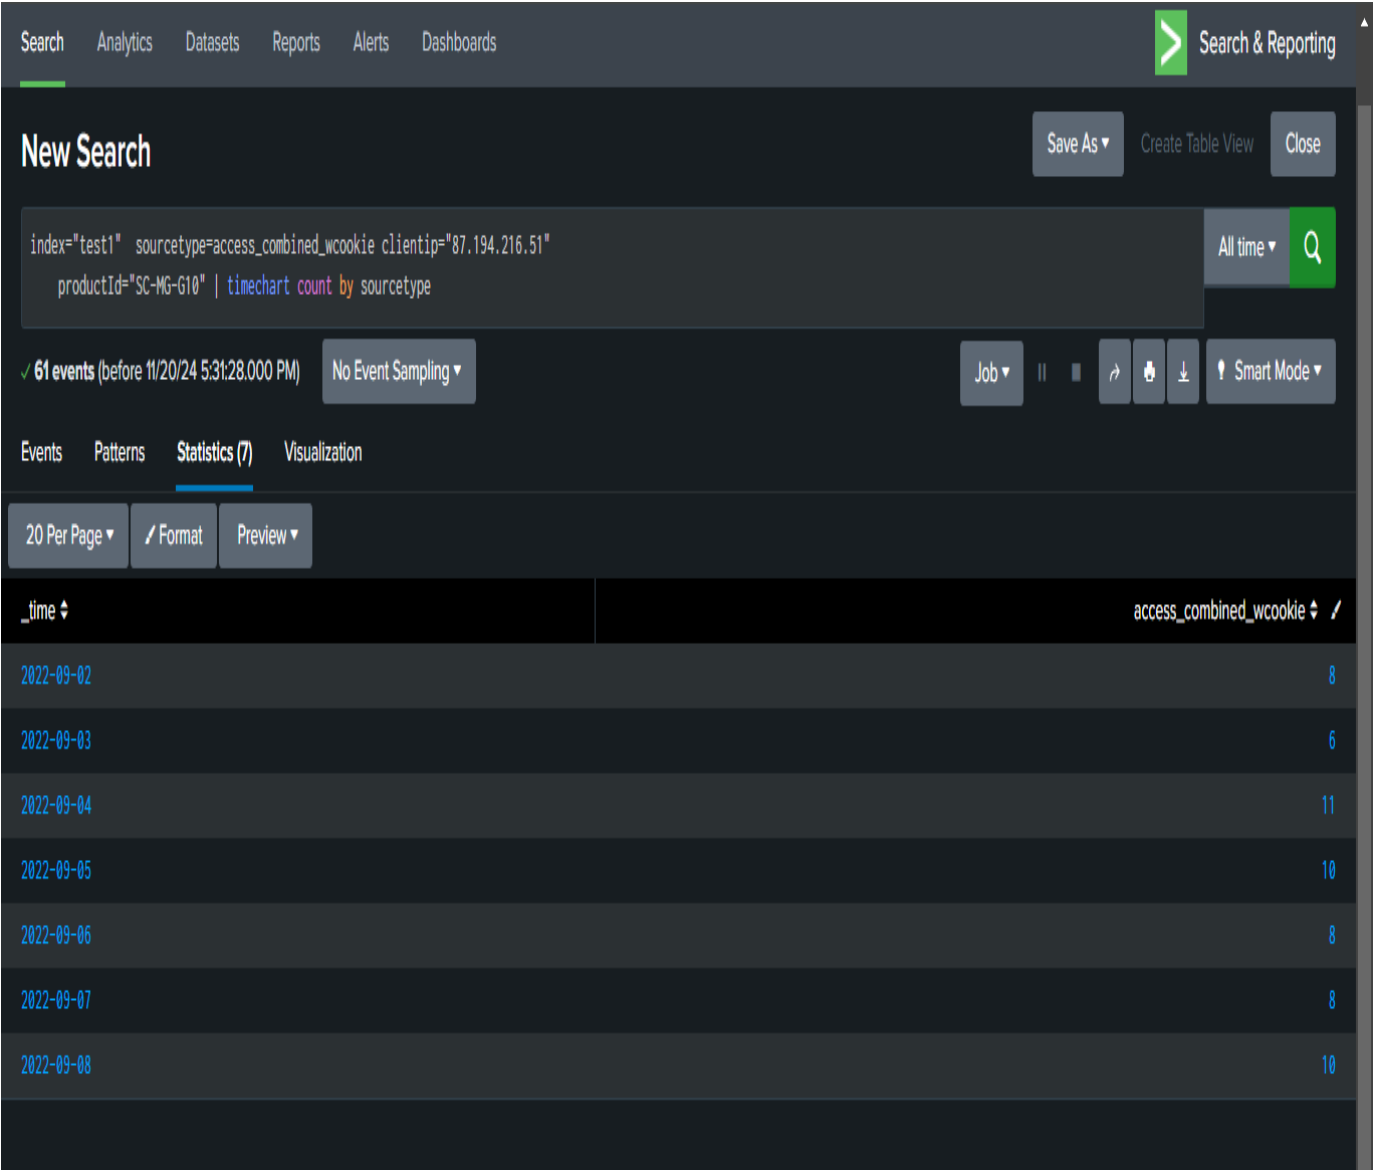 Search Analytics Datasets Reports Alerts Dashboards Search & Reporting
New Search Save As Create Table View Close
index="test1" sourcetype=access_combined_wcookie clientip="87.194.216.51"
All time
productId="SC-MG-G10" | timechart count by sourcetype
✓ 61 events (before 11/20/24 5:31:28.000 PM) No Event Sampling Job Smart Mode
Events Patterns Statistics (7) Visualization
20 Per Page Format Preview
_time access_combined_wcookie
2022-09-02 8
2022-09-03 6
2022-09-04 11
2022-09-05 10
2022-09-06 8
2022-09-07 8
2022-09-08 10